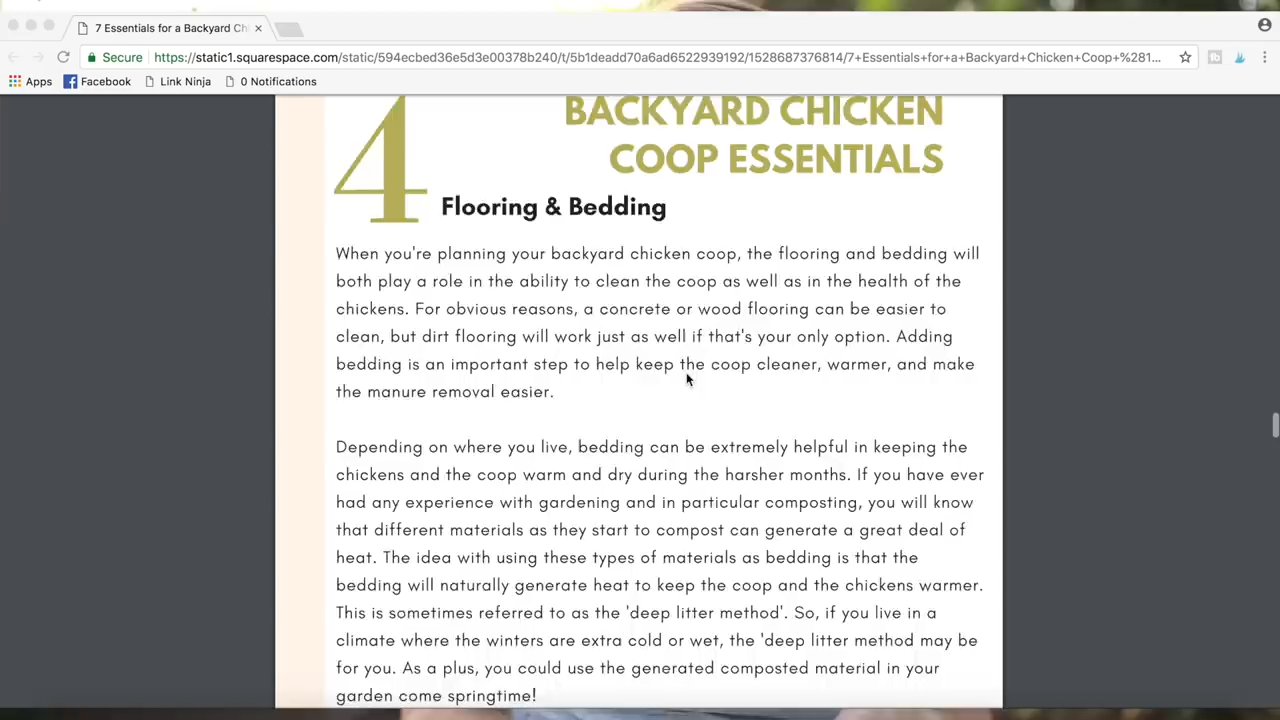 7 Essentials for a Backyard Ch
Secure https://static1.squarespace.com/static/594ecbed36e5d3e00378b240/t/5b1deadd70a6ad6522939192/1528687376814/7+Essentials+for+a+Backyard+Chicken+Coop+%281...
Apps Facebook Link Ninja 0 Notifications
4
BACKYARD CHICKEN
COOP ESSENTIALS
Flooring & Bedding
When you're planning your backyard chicken coop, the flooring and bedding will
both play a role in the ability to clean the coop as well as in the health of the
chickens. For obvious reasons, a concrete or wood flooring can be easier to
clean, but dirt flooring will work just as well if that's your only option. Adding
bedding is an important step to help keep the coop cleaner, warmer, and make
the manure removal easier.
Depending on where you live, bedding can be extremely helpful in keeping the
chickens and the coop warm and dry during the harsher months. If you have ever
had any experience with gardening and in particular composting, you will know
that different materials as they start to compost can generate a great deal of
heat. The idea with using these types of materials as bedding is that the
bedding will naturally generate heat to keep the coop and the chickens warmer.
This is sometimes referred to as the 'deep litter method'. So, if you live in a
climate where the winters are extra cold or wet, the 'deep litter method may be
for you. As a plus, you could use the generated composted material in your
garden come springtime!